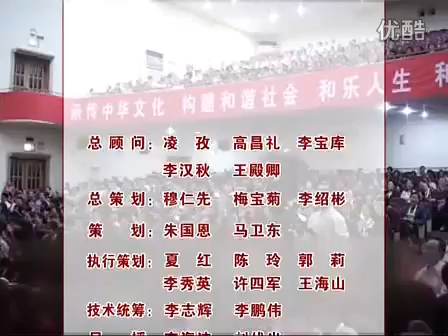 优酷
承传中华文化 构建和谐社会 和乐人生 和
总顾问：凌孜 高昌礼 李宝库
李汉秋 王殿卿
总策划：穆仁先 梅宝菊 李绍彬
策划：朱国恩 马卫东
执行策划：夏红 陈玲 郭莉
李秀英 许四军 王海山
技术统筹：李志辉 李鹏伟